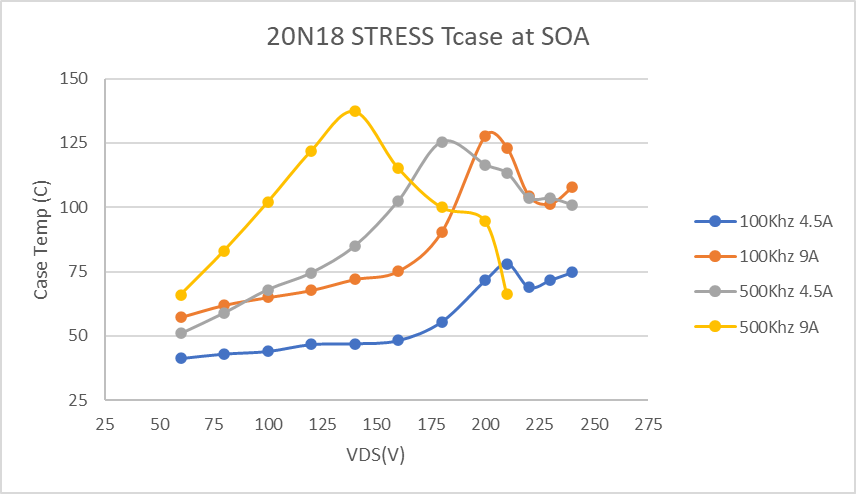 20N18 STRESS Tcase at SOA
150
125
100
75
50
25
Case Temp (C)
25 50 75 100 125 150 175 200 225 250 275
VDS(V)
100Khz 4.5A
100Khz 9A
500Khz 4.5A
500Khz 9A